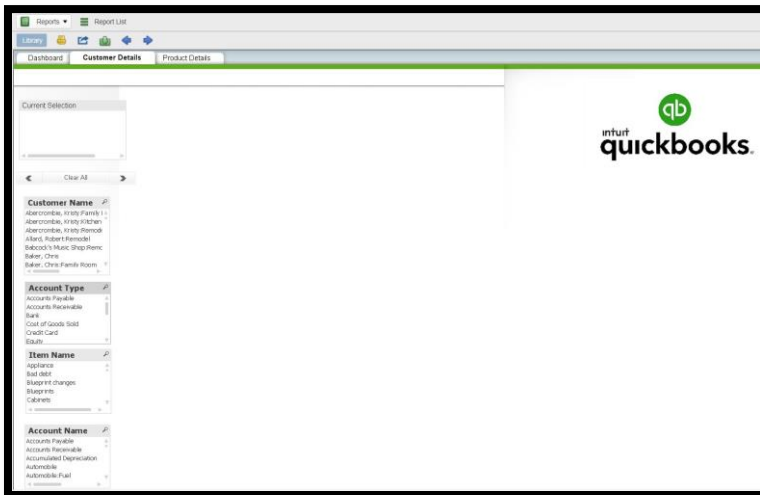 Reports Report List
Library
Dashboard Customer Details Product Details
Current Selection
intuit
qb
quickbooks.
Clear All
Customer Name
Abercrombie, Kristy:Family
Abercrombie, Kristy:Kitchen
Abercrombie, Kristy:Remod
Allard, Robert:Remodel
Babcock's Music Shop:Remo
Baker, Chris
Baker, Chris:Family Room
Account Type
Accounts Payable
Accounts Receivable
Bank
Cost of Goods Sold
Credit Card
Equity
Item Name
Appliance
Bad debt
Blueprint changes
Blueprints
Cabinets
Account Name
Accounts Payable
Accounts Receivable
Accumulated Depreciation
Automobile
Automobile:Fuel